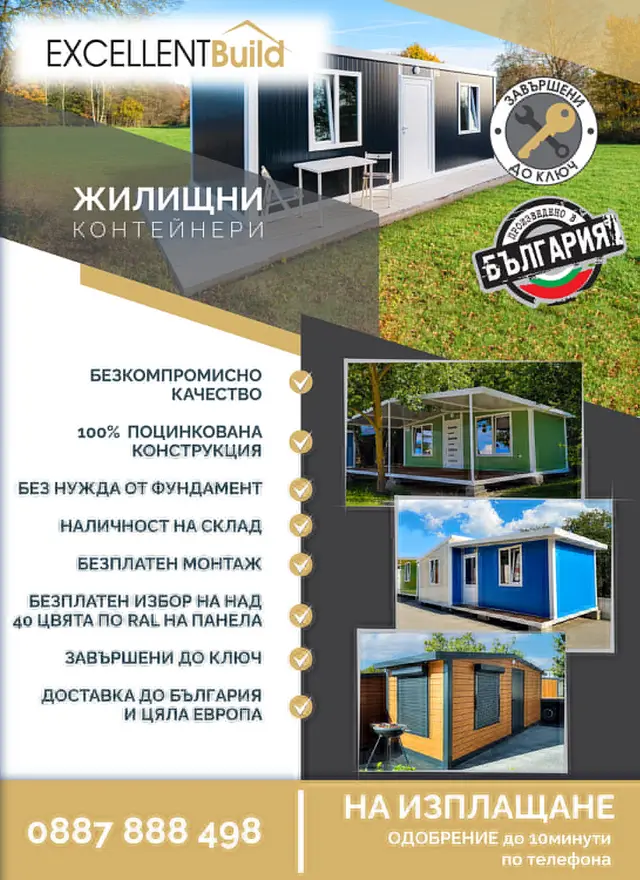 EXCELLENTBuild
ЗАВЪРШЕНИ
ДО КЛЮЧ
ЖИЛИЩНИ
КОНТЕЙНЕРИ
ПРОИЗВЕДЕНО В
БЪЛГАРИЯ
БЕЗКОМПРОМИСНО
КАЧЕСТВО
100% ПОЦИНКОВАНА
КОНСТРУКЦИЯ
БЕЗ НУЖДА ОТ ФУНДАМЕНТ
НАЛИЧНОСТ НА СКЛАД
БЕЗПЛАТЕН МОНТАЖ
БЕЗПЛАТЕН ИЗБОР НА НАД
40 ЦВЯТА ПО RAL НА ПАНЕЛА
ЗАВЪРШЕНИ ДО КЛЮЧ
ДОСТАВКА ДО БЪЛГАРИЯ
И ЦЯЛА ЕВРОПА
0887 888 498
НА ИЗПЛАЩАНЕ
ОДОБРЕНИЕ до 10минути
по телефона